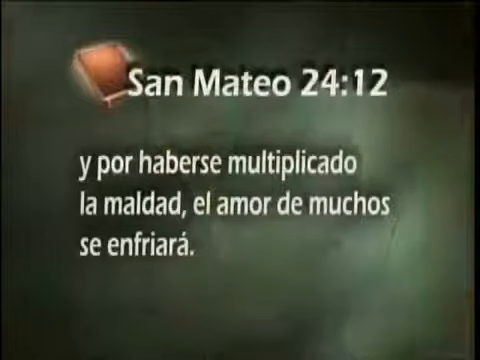 San Mateo 24:12
y por haberse multiplicado
la maldad, el amor de muchos
se enfriará.